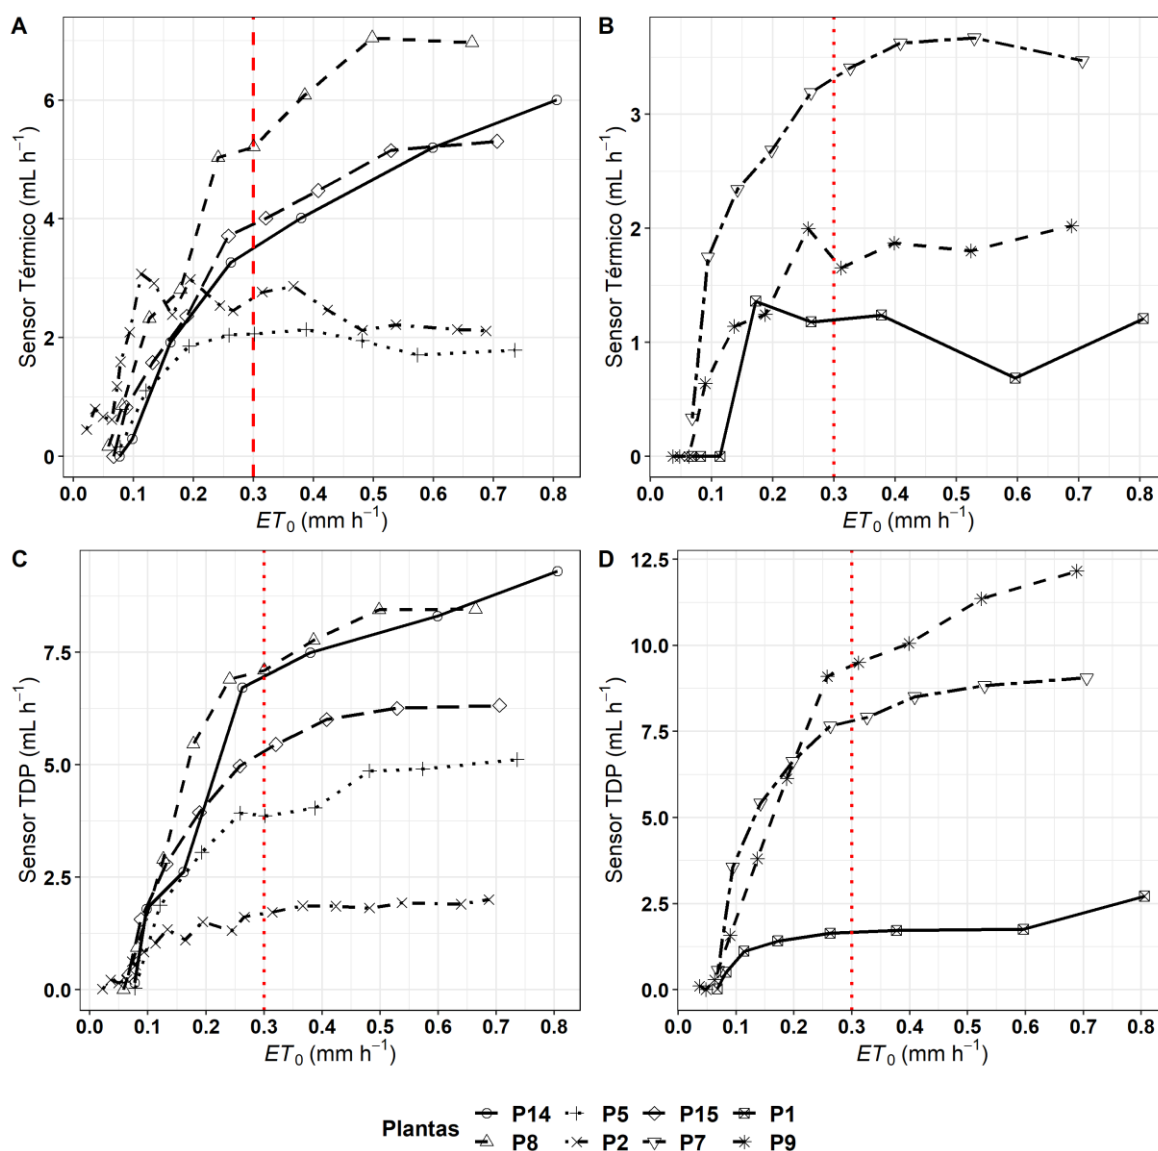 A
Sensor Térmico (mL h⁻¹)
6
4
2
0
0.0 0.1 0.2 0.3 0.4 0.5 0.6 0.7 0.8
ET₀ (mm h⁻¹)
B
Sensor Térmico (mL h⁻¹)
3
2
1
0
0.0 0.1 0.2 0.3 0.4 0.5 0.6 0.7 0.8
ET₀ (mm h⁻¹)
C
Sensor TDP (mL h⁻¹)
7.5
5.0
2.5
0.0
0.0 0.1 0.2 0.3 0.4 0.5 0.6 0.7 0.8
ET₀ (mm h⁻¹)
D
Sensor TDP (mL h⁻¹)
12.5
10.0
7.5
5.0
2.5
0.0
0.0 0.1 0.2 0.3 0.4 0.5 0.6 0.7 0.8
ET₀ (mm h⁻¹)
Plantas
P14 P5 P15 P1
P8 P2 P7 P9